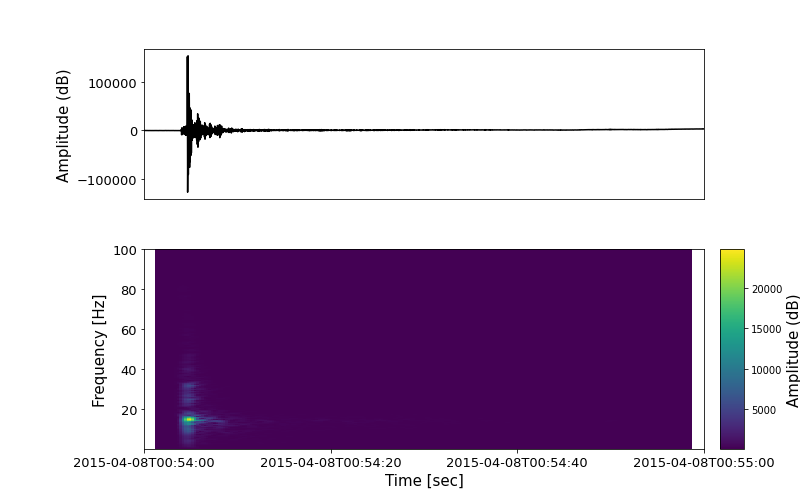 100000
0
−100000
Amplitude (dB)
100
80
60
40
20
Frequency [Hz]
2015-04-08T00:54:00
2015-04-08T00:54:20
2015-04-08T00:54:40
2015-04-08T00:55:00
Time [sec]
20000
15000
10000
5000
Amplitude (dB)